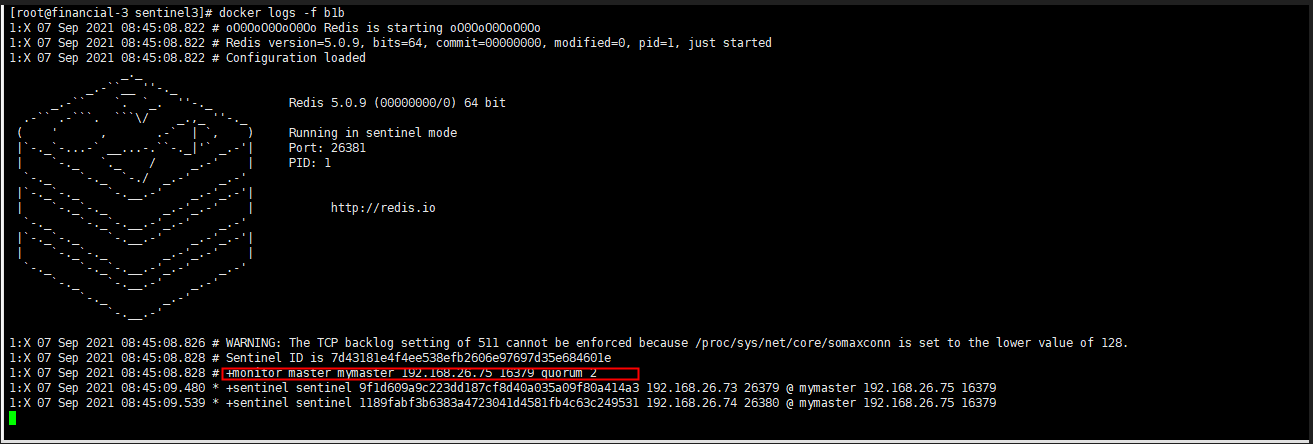 [root@financial-3 sentinel3]# docker logs -f b1b
1:X 07 Sep 2021 08:45:08.822 # oO0OoO0OoO0Oo Redis is starting oO0OoO0OoO0Oo
1:X 07 Sep 2021 08:45:08.822 # Redis version=5.0.9, bits=64, commit=00000000, modified=0, pid=1, just started
1:X 07 Sep 2021 08:45:08.822 # Configuration loaded
Redis 5.0.9 (00000000/0) 64 bit
Running in sentinel mode
Port: 26381
PID: 1
http://redis.io
1:X 07 Sep 2021 08:45:08.826 # WARNING: The TCP backlog setting of 511 cannot be enforced because /proc/sys/net/core/somaxconn is set to the lower value of 128.
1:X 07 Sep 2021 08:45:08.828 # Sentinel ID is 7d43181e4f4ee538efb2606e97697d35e684601e
1:X 07 Sep 2021 08:45:08.828 # +monitor master mymaster 192.168.26.75 16379 quorum 2
1:X 07 Sep 2021 08:45:09.480 * +sentinel sentinel 9f1d609a9c223dd187cf8d40a035a09f80a414a3 192.168.26.73 26379 @ mymaster 192.168.26.75 16379
1:X 07 Sep 2021 08:45:09.539 * +sentinel sentinel 1189fabf3b6383a4723041d4581fb4c63c249531 192.168.26.74 26380 @ mymaster 192.168.26.75 16379